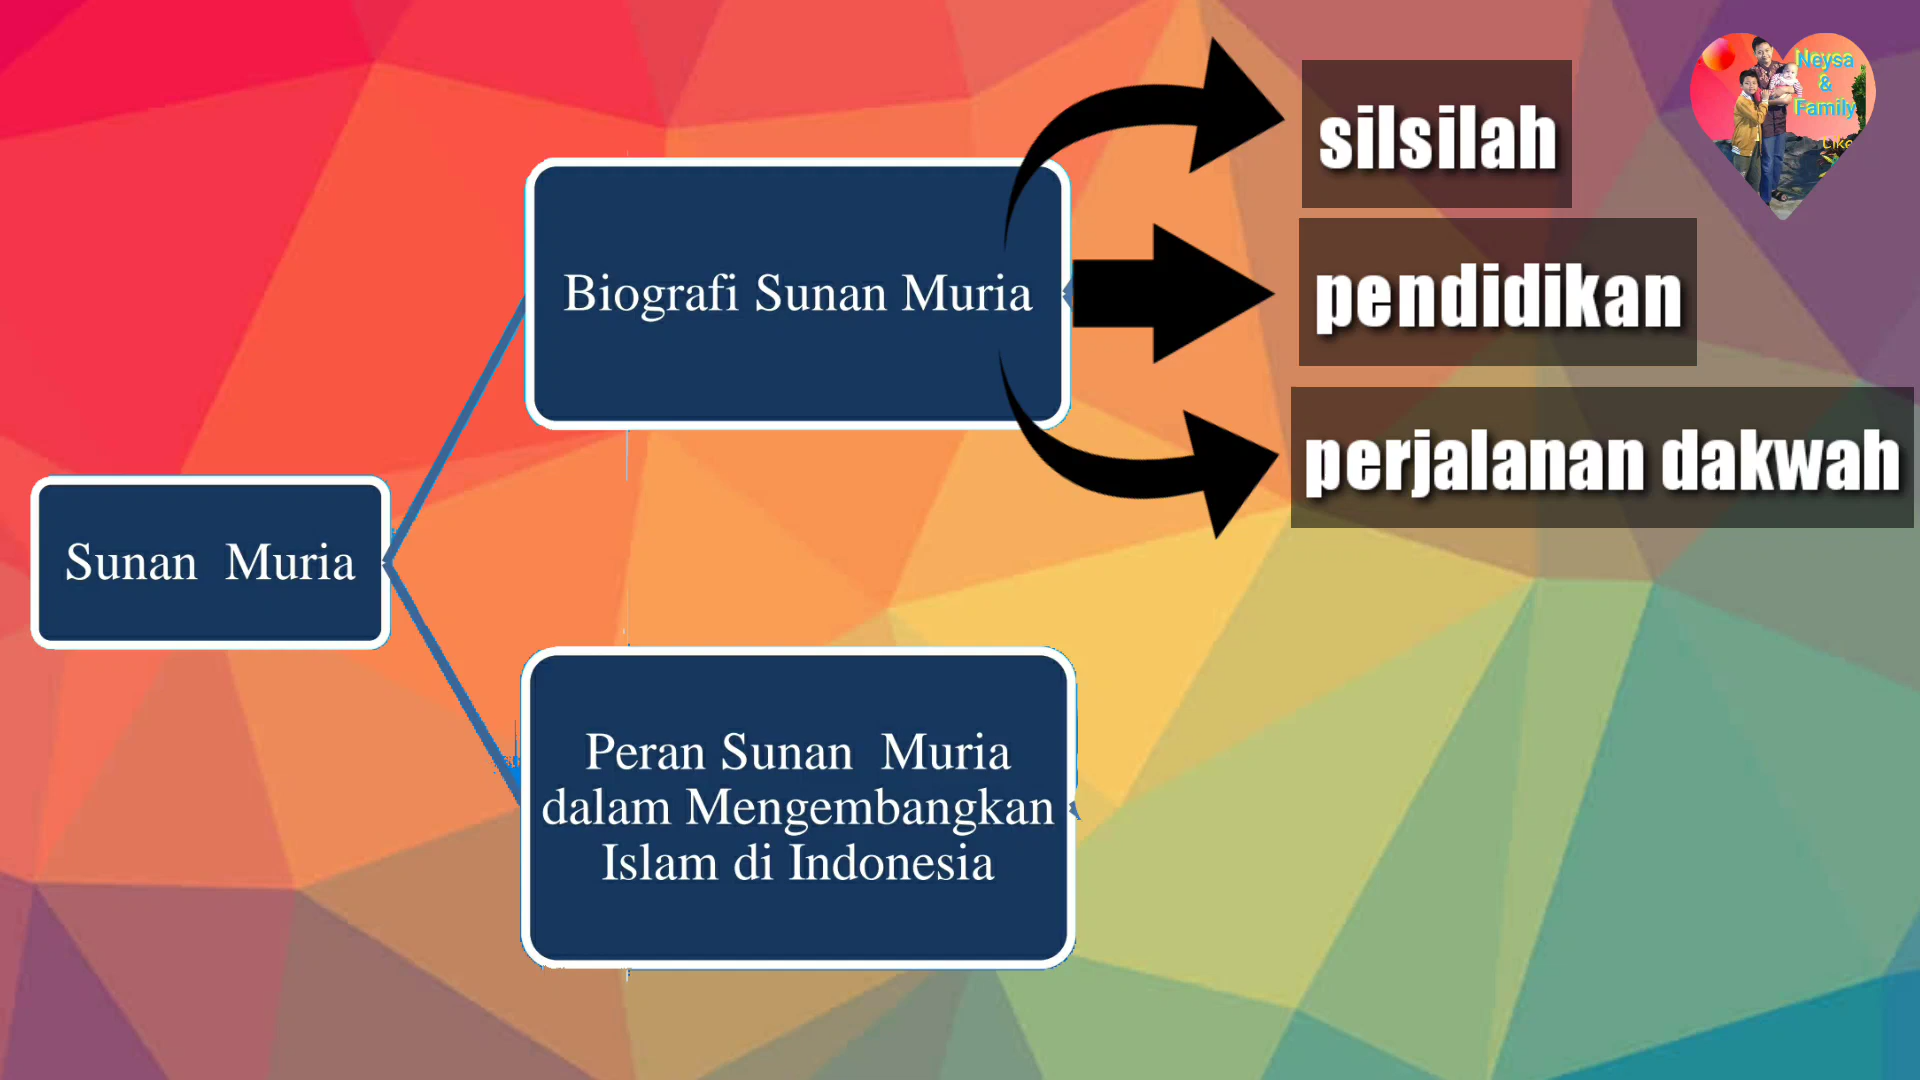 Sunan Muria
Biografi Sunan Muria
silsilah
pendidikan
perjalanan dakwah
Peran Sunan Muria
dalam Mengembangkan
Islam di Indonesia
Neysa
&
Family
Like